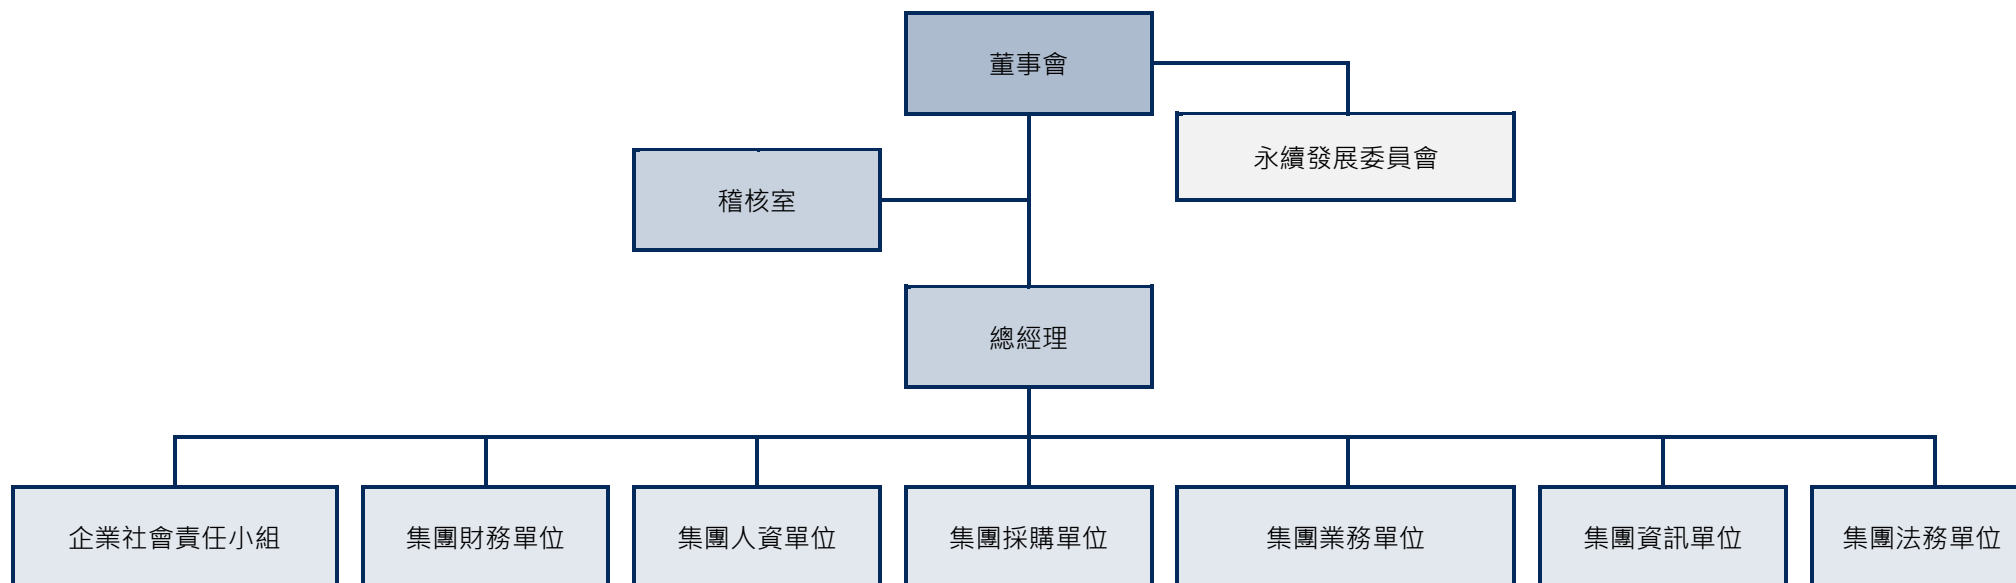 董事會
永續發展委員會
稽核室
總經理
企業社會責任小組
集團財務單位
集團人資單位
集團採購單位
集團業務單位
集團資訊單位
集團法務單位